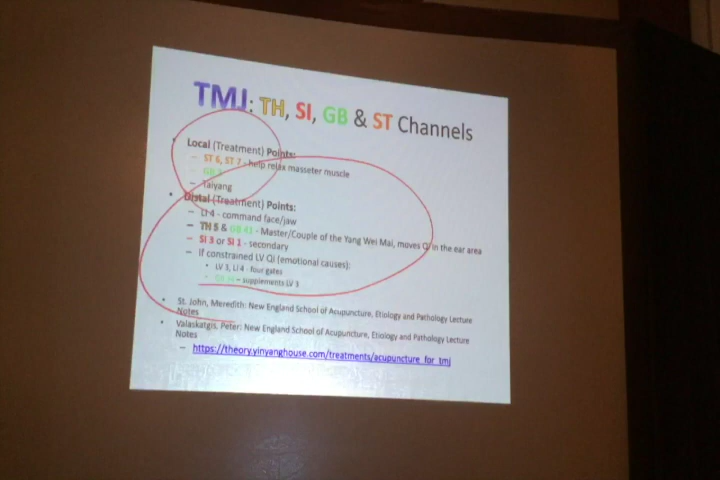 TMJ: TH, SI, GB & ST Channels
Local (Treatment) Points:
– ST 6, ST 7 - help relax masseter muscle
– GB
– Taiyang
Distal (Treatment) Points:
– LI 4 - command face/jaw
– TH 5 & GB 41 - Master/Couple of the Yang Wei Mai, moves Qi in the ear area
– SI 3 or SI 1 - secondary
– If constrained LV Qi (emotional causes):
• LV 3, LI 4 - four gates
– supplements LV 3
• St. John, Meredith: New England School of Acupuncture, Etiology and Pathology Lecture
Notes
• Valaskatgis, Peter: New England School of Acupuncture, Etiology and Pathology Lecture
Notes
– https://theory.yinyanghouse.com/treatments/acupuncture_for_tmj